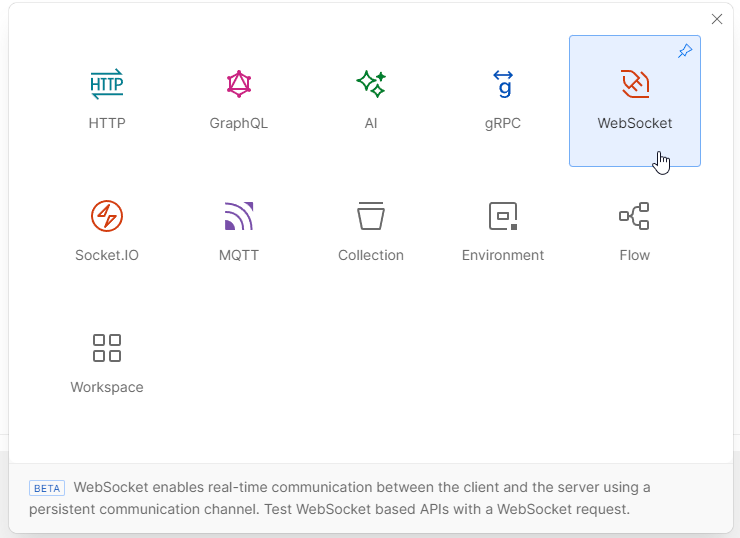 HTTP
HTTP GraphQL AI gRPC WebSocket
Socket.IO MQTT Collection Environment Flow
Workspace
BETA WebSocket enables real-time communication between the client and the server using a
persistent communication channel. Test WebSocket based APIs with a WebSocket request.